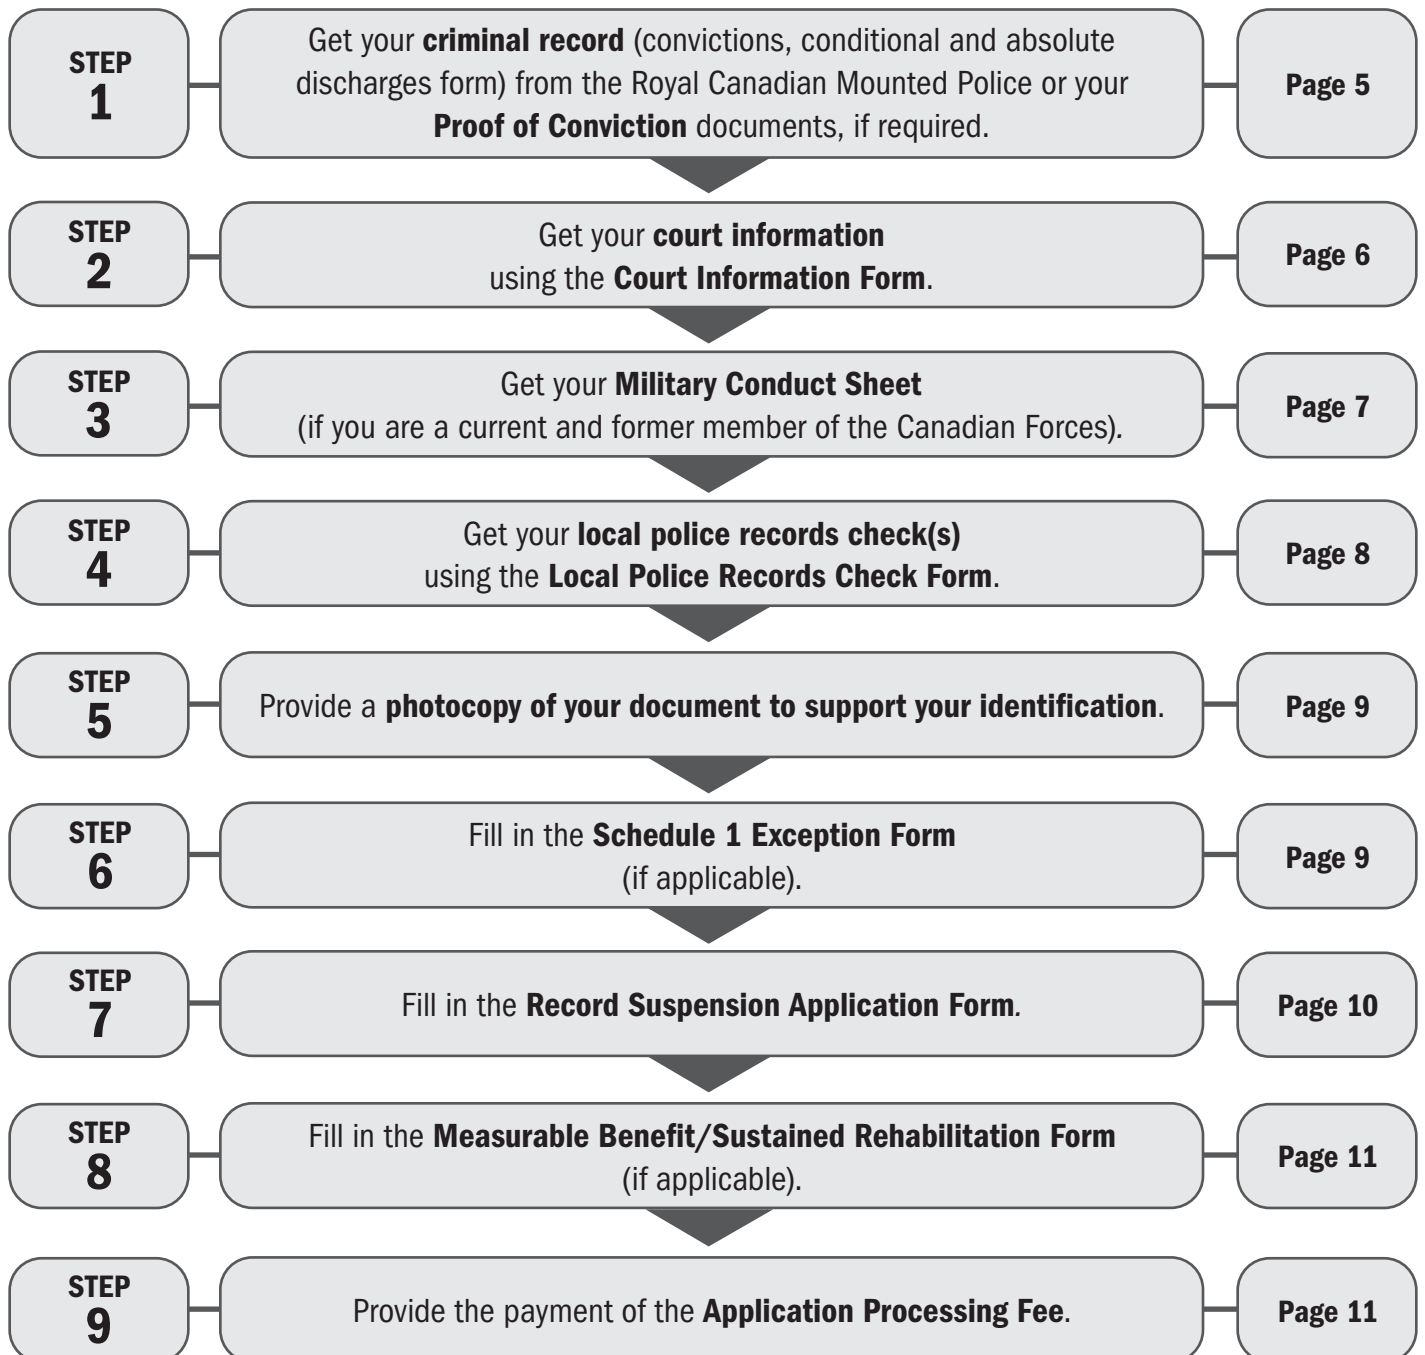 STEP
1
Get your criminal record (convictions, conditional and absolute
discharges form) from the Royal Canadian Mounted Police or your
Proof of Conviction documents, if required.
Page 5
STEP
2
Get your court information
using the Court Information Form.
Page 6
STEP
3
Get your Military Conduct Sheet
(if you are a current and former member of the Canadian Forces).
Page 7
STEP
4
Get your local police records check(s)
using the Local Police Records Check Form.
Page 8
STEP
5
Provide a photocopy of your document to support your identification.
Page 9
STEP
6
Fill in the Schedule 1 Exception Form
(if applicable).
Page 9
STEP
7
Fill in the Record Suspension Application Form.
Page 10
STEP
8
Fill in the Measurable Benefit/Sustained Rehabilitation Form
(if applicable).
Page 11
STEP
9
Provide the payment of the Application Processing Fee.
Page 11